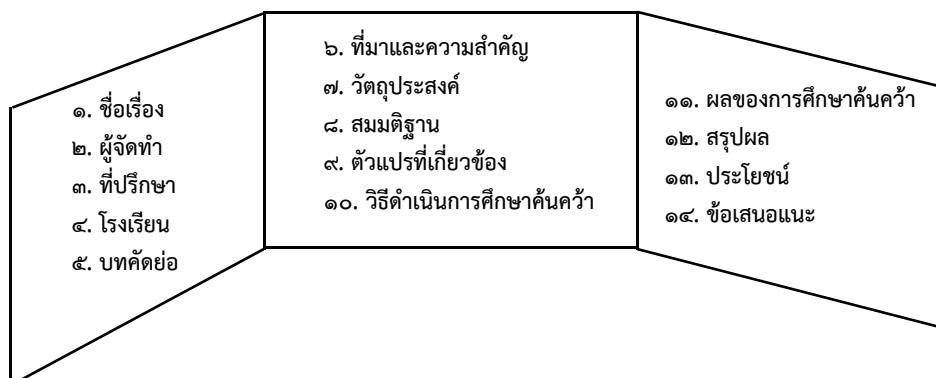 ๑. ชื่อเรื่อง
๒. ผู้จัดทำ
๓. ที่ปรึกษา
๔. โรงเรียน
๕. บทคัดย่อ
๖. ที่มาและความสำคัญ
๗. วัตถุประสงค์
๘. สมมติฐาน
๙. ตัวแปรที่เกี่ยวข้อง
๑๐. วิธีดำเนินการศึกษาค้นคว้า
๑๑. ผลของการศึกษาค้นคว้า
๑๒. สรุปผล
๑๓. ประโยชน์
๑๔. ข้อเสนอแนะ